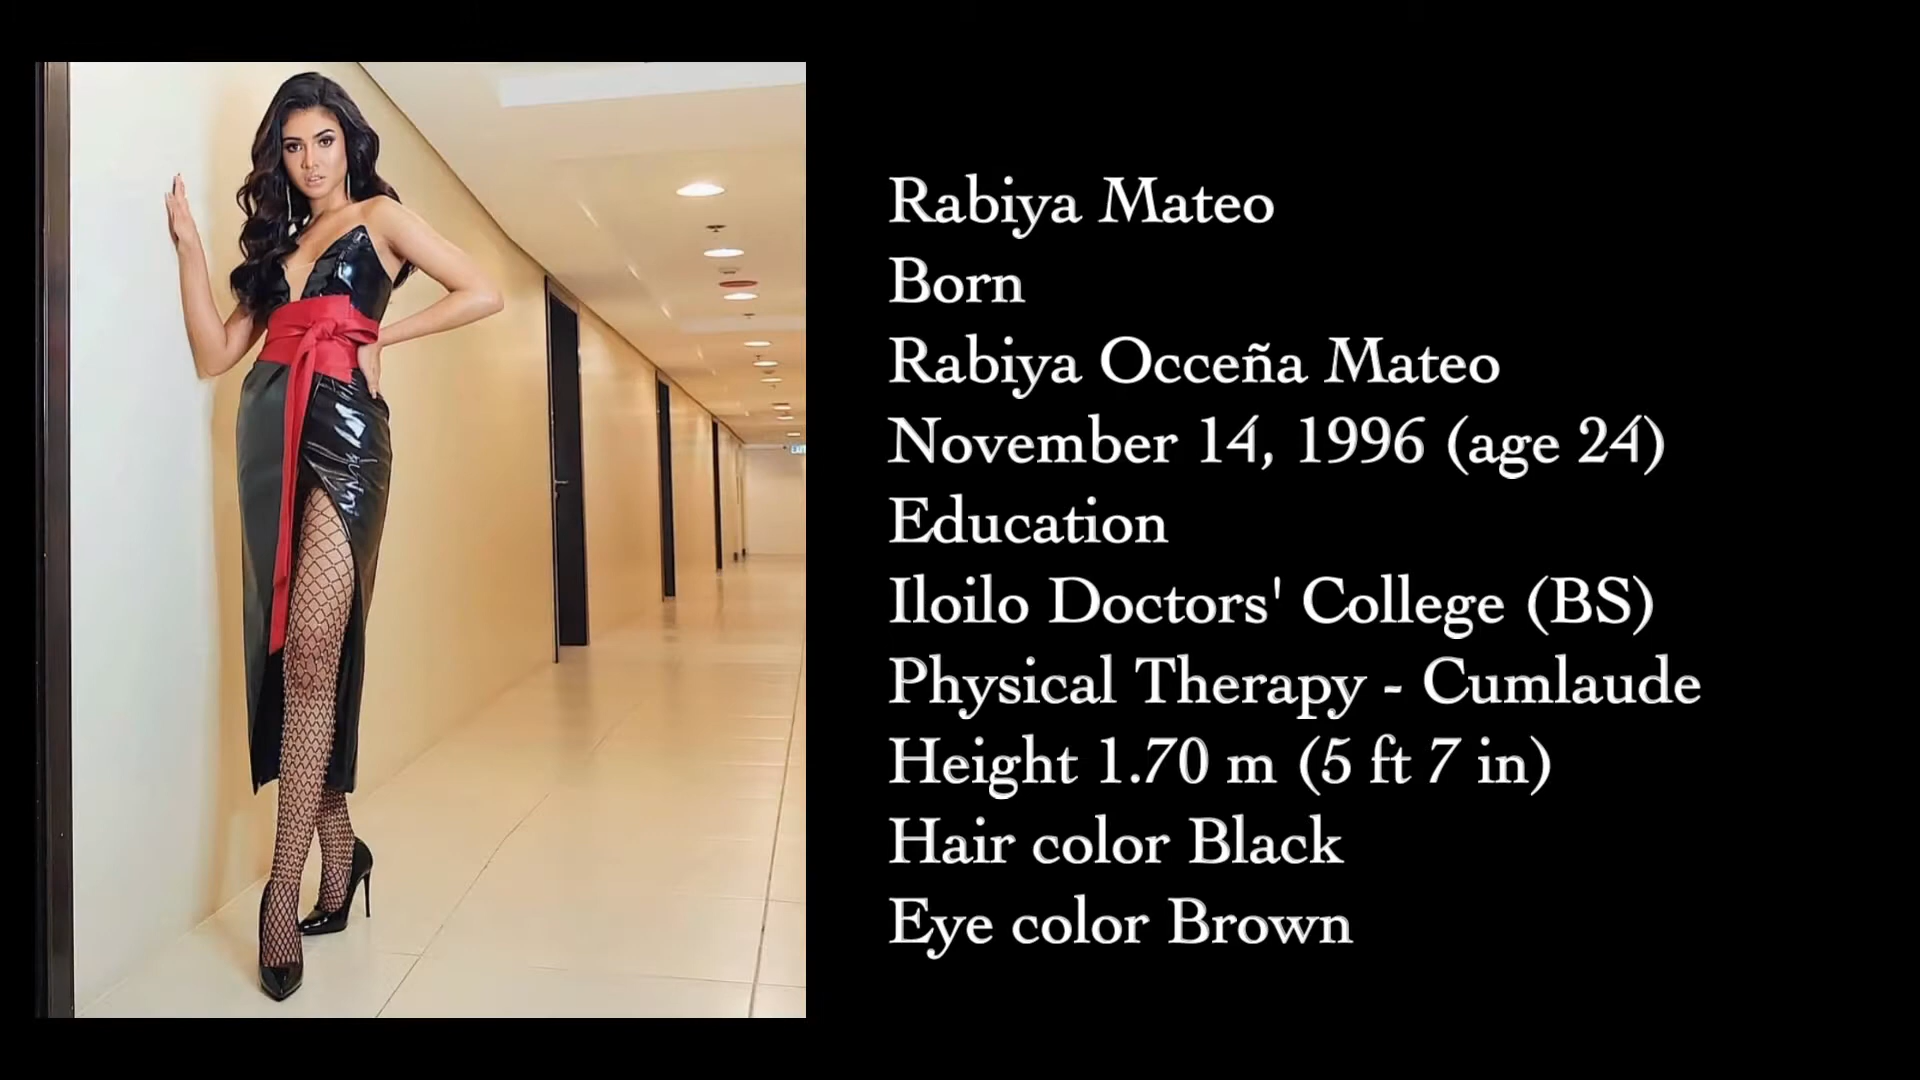 Rabiya Mateo
Born
Rabiya Occeña Mateo
November 14, 1996 (age 24)
Education
Iloilo Doctors' College (BS)
Physical Therapy - Cumlaude
Height 1.70 m (5 ft 7 in)
Hair color Black
Eye color Brown